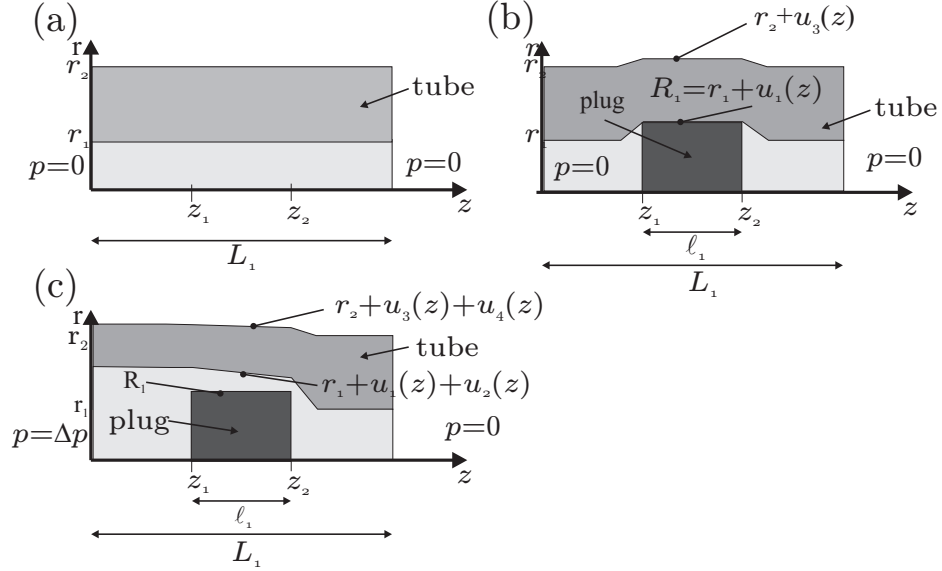 (a)
r
r₂
tube
r₁
p=0
p=0
z₁
z₂
z
L₁
(b)
r₂+u₃(z)
r
r₂
plug
R₁=r₁+u₁(z)
tube
r₁
p=0
p=0
z₁
z₂
z
ℓ₁
L₁
(c)
r
r₂+u₃(z)+u₄(z)
r₂
tube
R₁
r₁+u₁(z)+u₂(z)
r₁
plug
p=Δp
p=0
z₁
z₂
z
ℓ₁
L₁